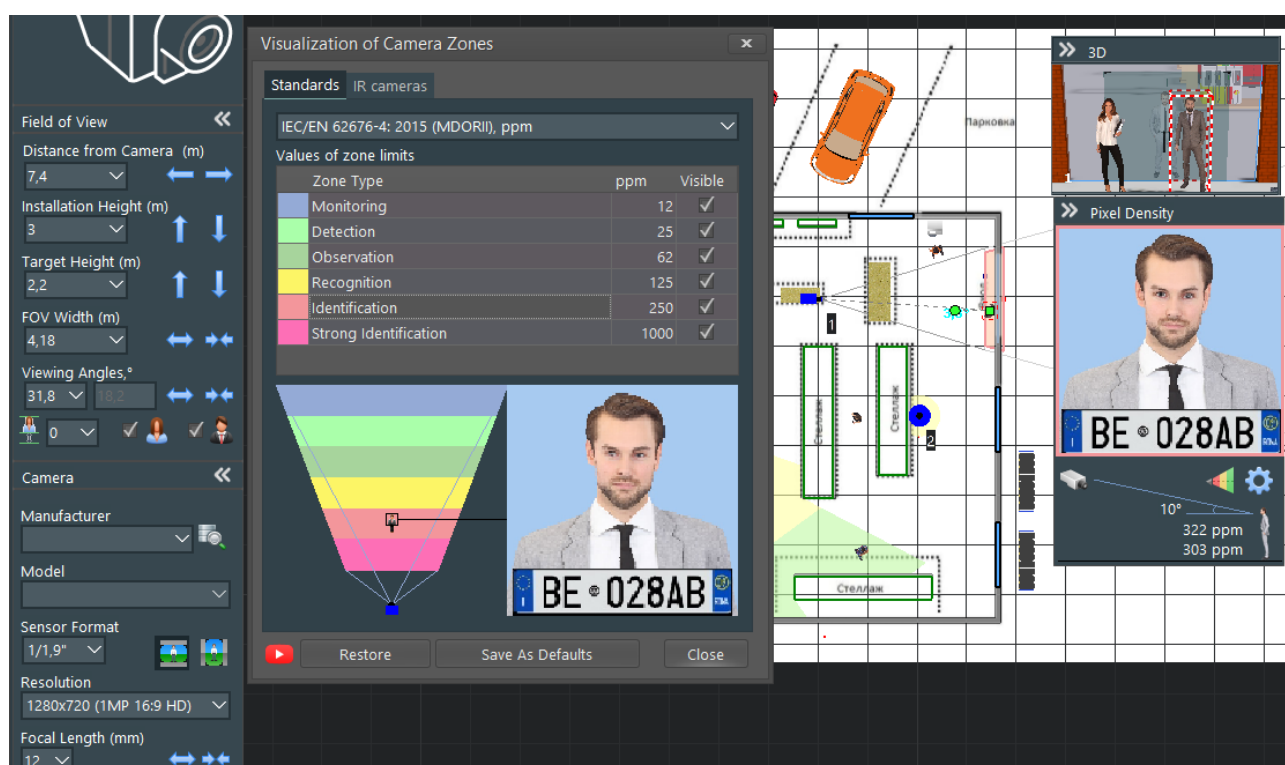 Field of View
Distance from Camera (m)
7,4
Installation Height (m)
3
Target Height (m)
2,2
FOV Width (m)
4,18
Viewing Angles,°
31,8
18,2
0
Camera
Manufacturer
Model
Sensor Format
1/1,9"
Resolution
1280x720 (1MP 16:9 HD)
Focal Length (mm)
12
Visualization of Camera Zones
Standards IR cameras
IEC/EN 62676-4: 2015 (MDORII), ppm
Values of zone limits
Zone Type ppm Visible
Monitoring 12
Detection 25
Observation 62
Recognition 125
Identification 250
Strong Identification 1000
BE 028AB
Restore Save As Defaults Close
Парковка
1
2
Стеллаж
Стеллаж
Стеллаж
3D
Pixel Density
BE 028AB
10°
322 ppm
303 ppm